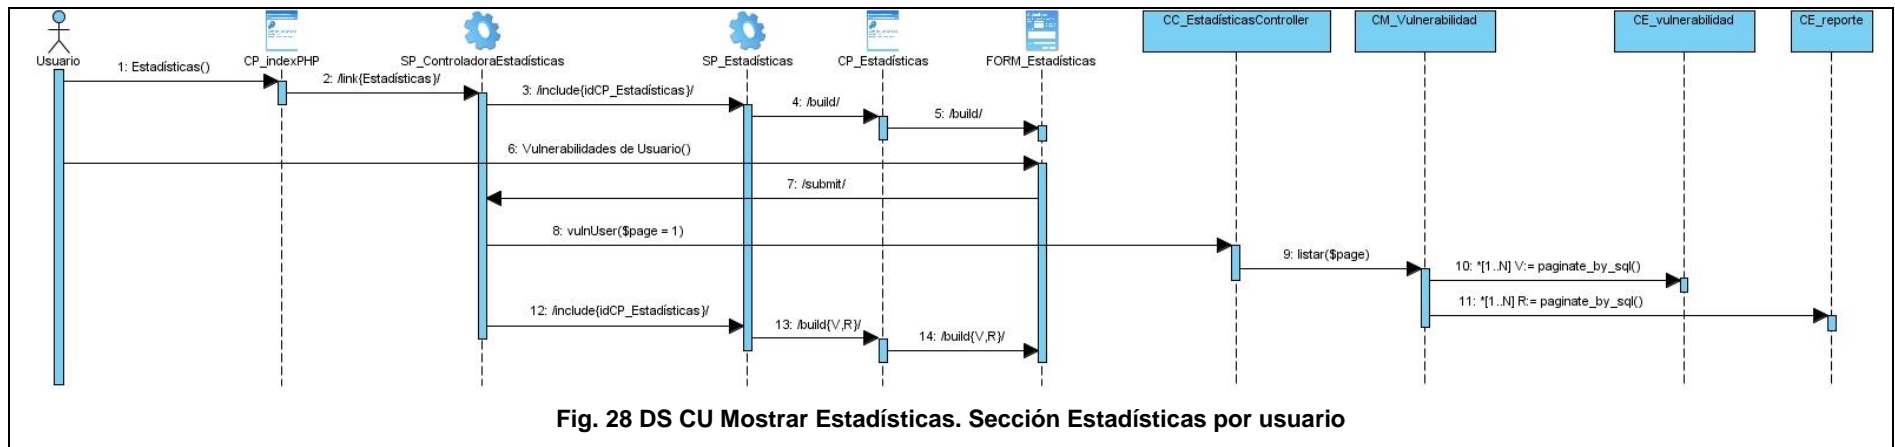 CC_EstadísticasController
CM_Vulnerabilidad
CE_vulnerabilidad
CE_reporte
Usuario
CP_indexPHP
SP_ControladoraEstadísticas
SP_Estadísticas
CP_Estadísticas
FORM_Estadísticas
1: Estadísticas()
2: /link{Estadísticas}/
3: /include{idCP_Estadísticas}/
4: /build/
5: /build/
6: Vulnerabilidades de Usuario()
7: /submit/
8: vulnUser($page = 1)
9: listar($page)
10: *[1..N] V:= paginate_by_sql()
11: *[1..N] R:= paginate_by_sql()
12: /include{idCP_Estadísticas}/
13: /build{V,R}/
14: /build{V,R}/
Fig. 28 DS CU Mostrar Estadísticas. Sección Estadísticas por usuario